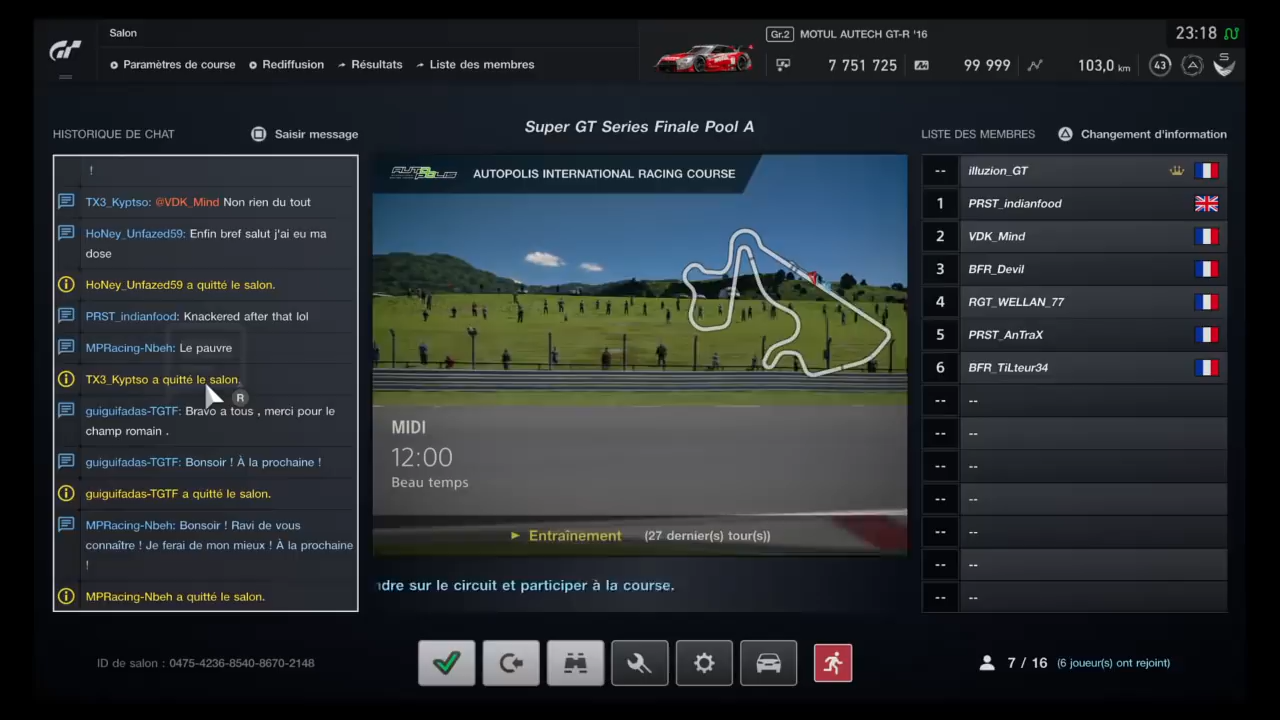 Salon
Paramètres de course
Rediffusion
Résultats
Liste des membres
Gr.2 MOTUL AUTECH GT-R '16
23:18
7 751 725
99 999
103,0 km
43
S
HISTORIQUE DE CHAT
Saisir message
Super GT Series Finale Pool A
LISTE DES MEMBRES
Changement d'information
!
TX3_Kyptso: @VDK_Mind Non rien du tout
HoNey_Unfazed59: Enfin bref salut j'ai eu ma
dose
HoNey_Unfazed59 a quitté le salon.
PRST_indianfood: Knackered after that lol
MPRacing-Nbeh: Le pauvre
TX3_Kyptso a quitté le salon.
R
guiguifadas-TGTF: Bravo a tous , merci pour le
champ romain .
guiguifadas-TGTF: Bonsoir ! À la prochaine !
guiguifadas-TGTF a quitté le salon.
MPRacing-Nbeh: Bonsoir ! Ravi de vous
connaître ! Je ferai de mon mieux ! À la prochaine
!
MPRacing-Nbeh a quitté le salon.
AUTOPOLIS AUTOPOLIS INTERNATIONAL RACING COURSE
MIDI
12:00
Beau temps
Entraînement (27 dernier(s) tour(s))
ndre sur le circuit et participer à la course.
-- illuzion_GT
1 PRST_indianfood
2 VDK_Mind
3 BFR_Devil
4 RGT_WELLAN_77
5 PRST_AnTraX
6 BFR_TiLteur34
-- --
-- --
-- --
-- --
-- --
-- --
-- --
ID de salon : 0475-4236-8540-8670-2148
7 / 16 (6 joueur(s) ont rejoint)